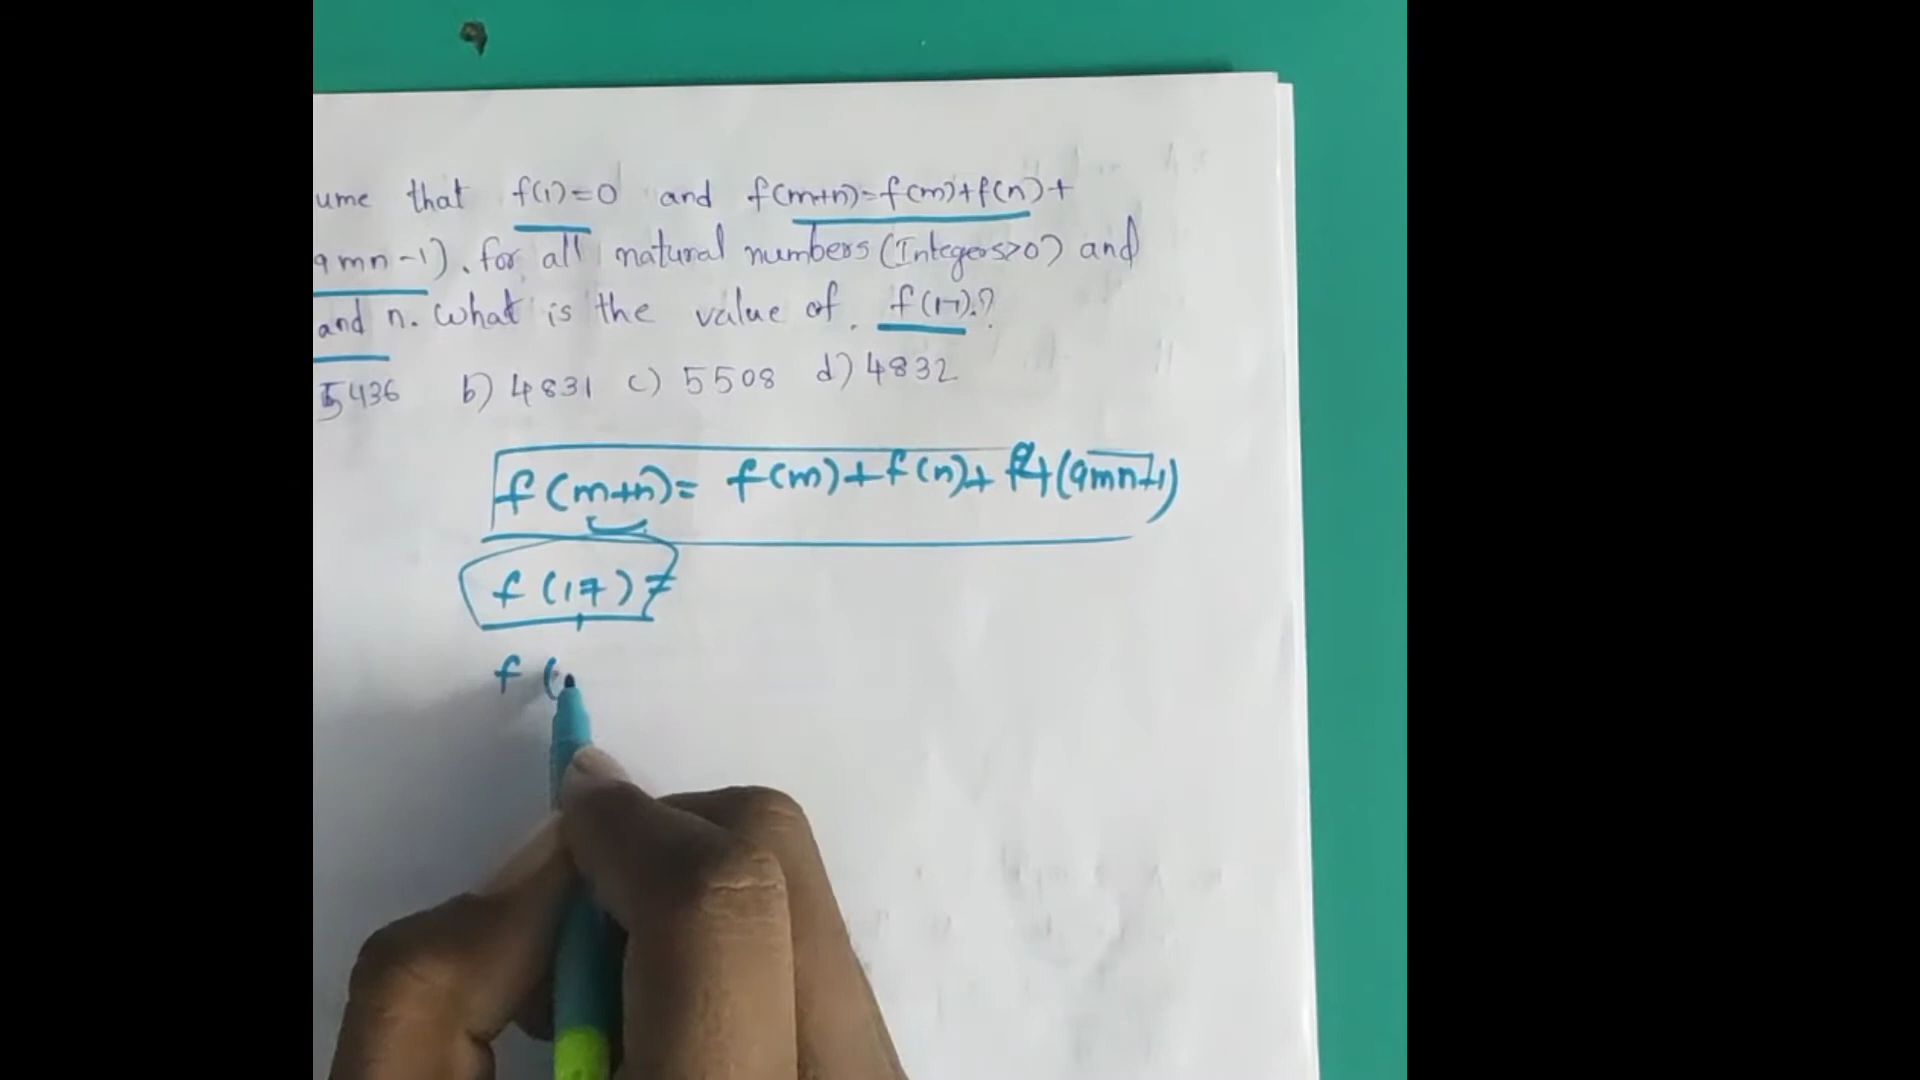 ume that f(1)=0 and f(m+n)=f(m)+f(n)+
9mn-1). for all natural numbers (Integers>0) and
and n. What is the value of f(17).?
5436 b) 4831 c) 5508 d) 4832
f(m+n)= f(m)+f(n)+ (9mn-1)
f(17)=
f(